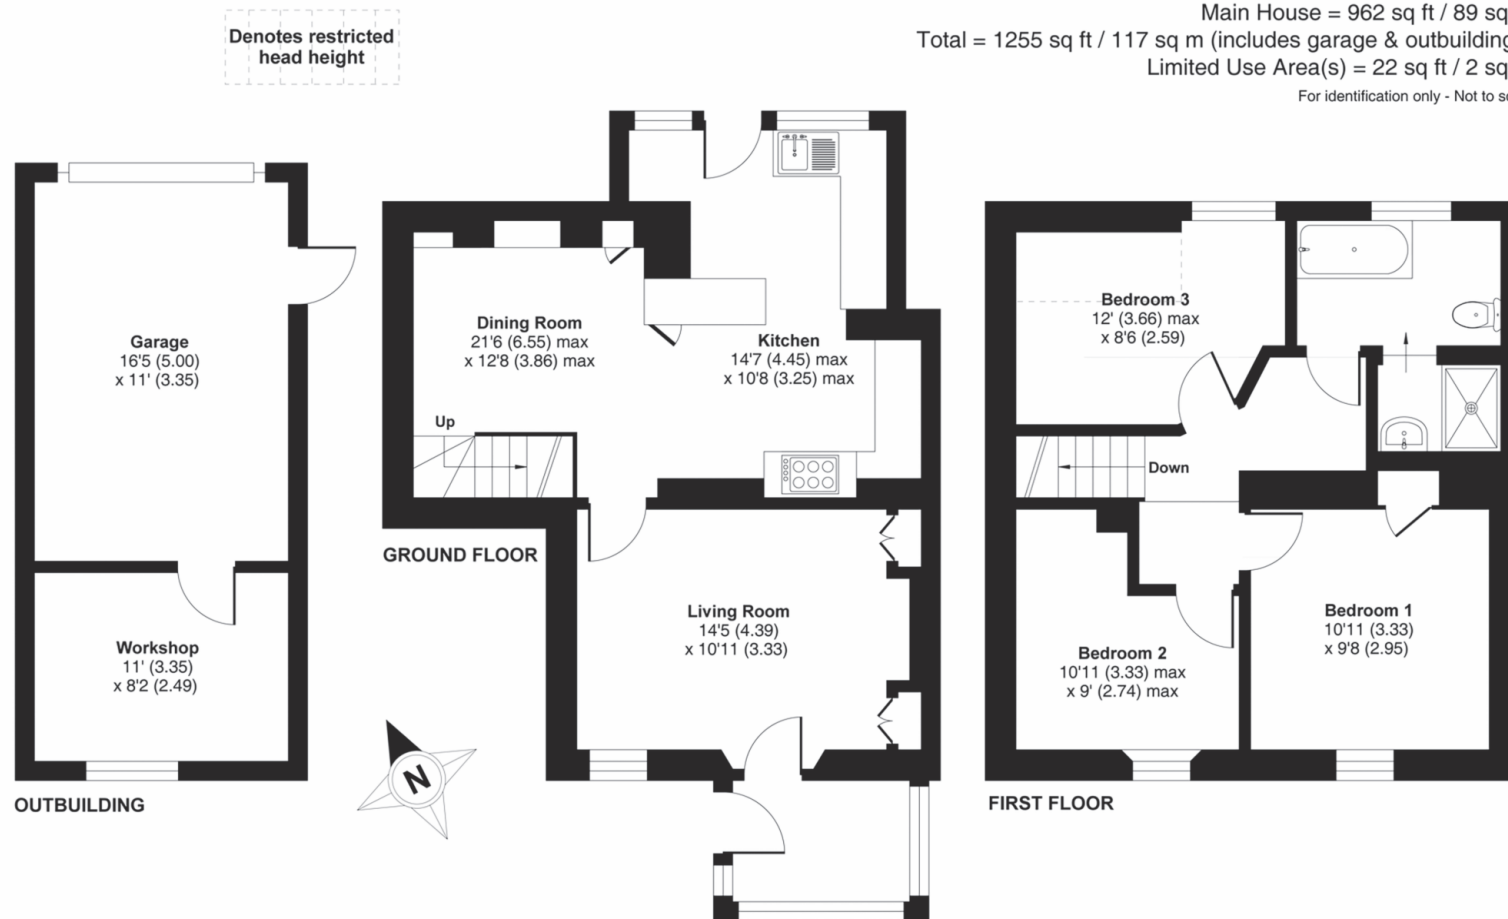 Denotes restricted
head height
Main House = 962 sq ft / 89 sq
Total = 1255 sq ft / 117 sq m (includes garage & outbuilding
Limited Use Area(s) = 22 sq ft / 2 sq
For identification only - Not to
Garage
16'5 (5.00)
x 11' (3.35)
Workshop
11' (3.35)
x 8'2 (2.49)
OUTBUILDING
Dining Room
21'6 (6.55) max
x 12'8 (3.86) max
Kitchen
14'7 (4.45) max
x 10'8 (3.25) max
Up
GROUND FLOOR
Living Room
14'5 (4.39)
x 10'11 (3.33)
N
Bedroom 3
12' (3.66) max
x 8'6 (2.59)
Down
Bedroom 2
10'11 (3.33) max
x 9' (2.74) max
Bedroom 1
10'11 (3.33)
x 9'8 (2.95)
FIRST FLOOR